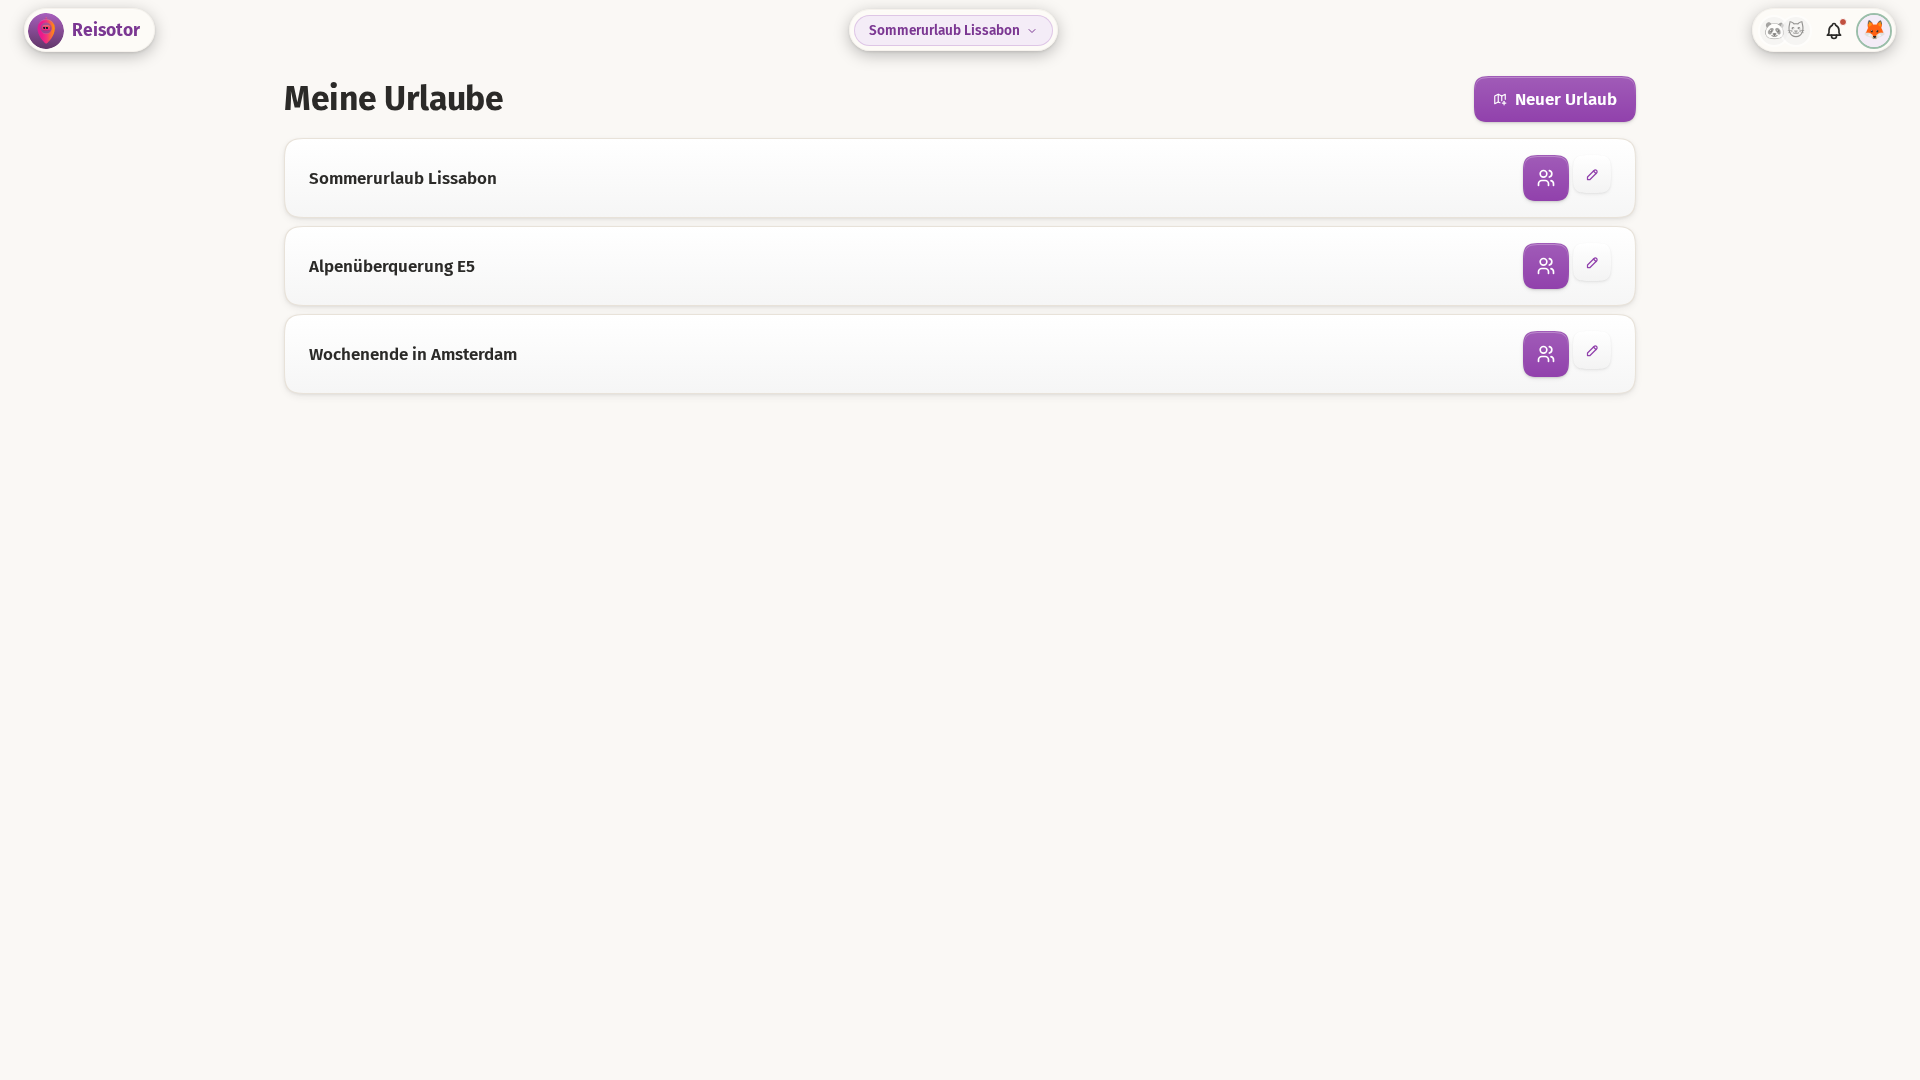 Reisotor
Sommerurlaub Lissabon
Meine Urlaube
Neuer Urlaub
Sommerurlaub Lissabon
Alpenüberquerung E5
Wochenende in Amsterdam